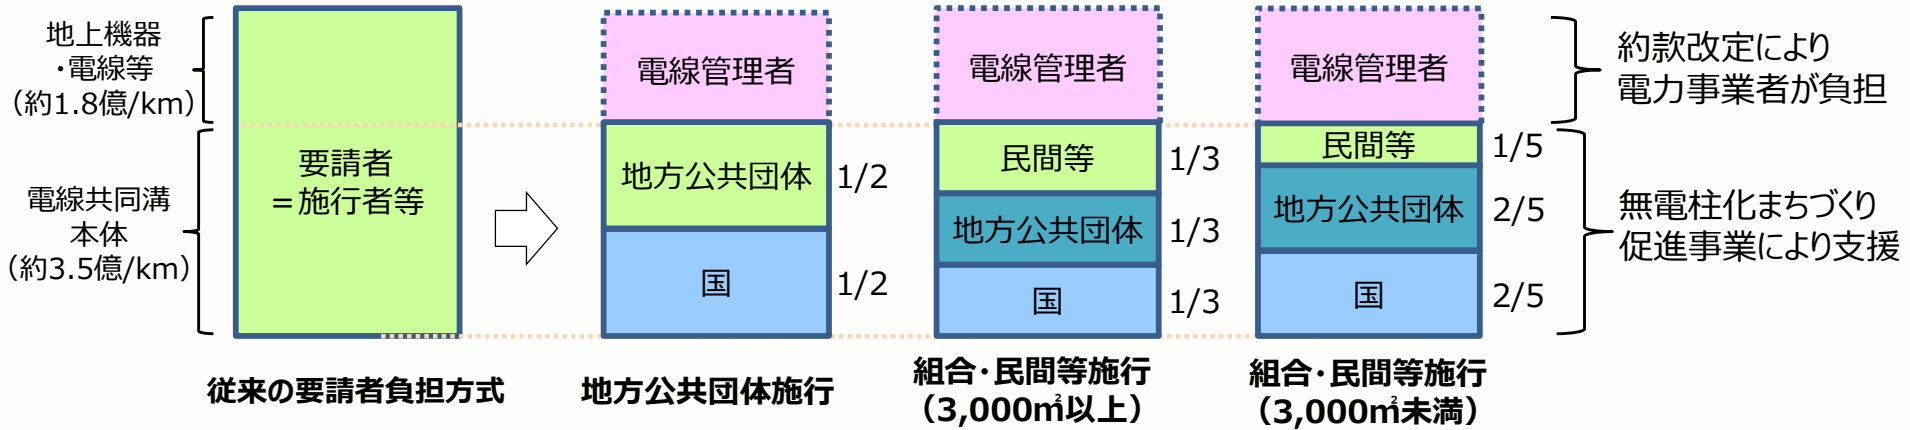 地上機器
・電線等
（約1.8億/km）
電線共同溝
本体
（約3.5億/km）
要請者
＝施行者等
従来の要請者負担方式
電線管理者
地方公共団体
1/2
国
1/2
地方公共団体施行
電線管理者
民間等
1/3
地方公共団体
1/3
国
1/3
組合・民間等施行
（3,000㎡以上）
電線管理者
民間等
1/5
地方公共団体
2/5
国
2/5
組合・民間等施行
（3,000㎡未満）
約款改定により
電力事業者が負担
無電柱化まちづくり
促進事業により支援